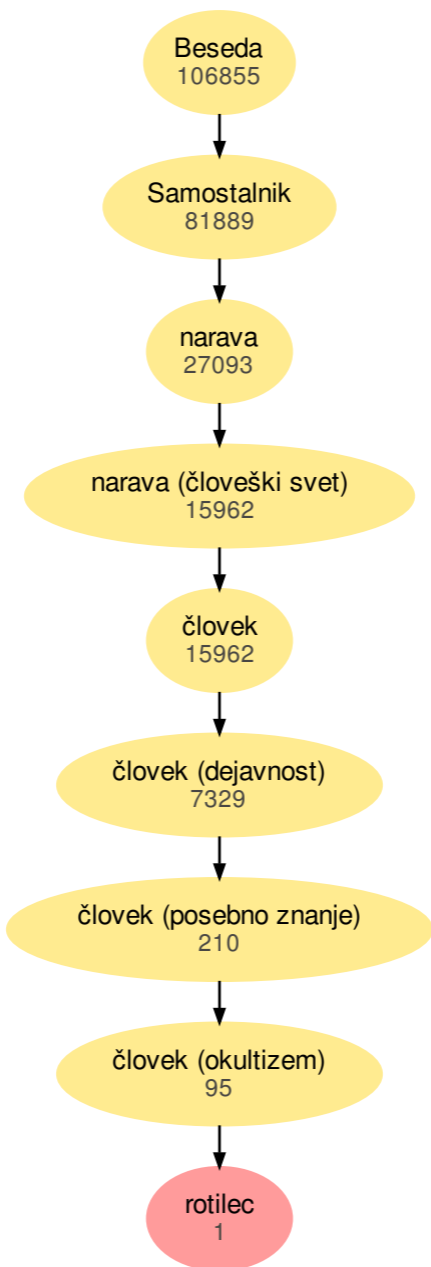 Beseda
106855
Samostalnik
81889
narava
27093
narava (človeški svet)
15962
človek
15962
človek (dejavnost)
7329
človek (posebno znanje)
210
človek (okultizem)
95
rotilec
1